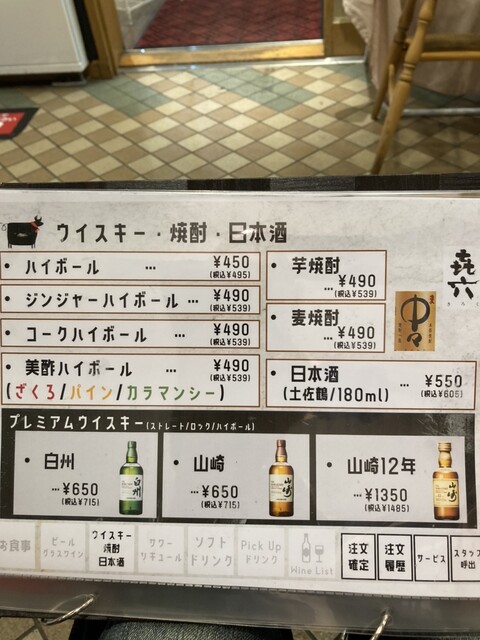 ウイスキー・焼酎・日本酒
・ハイボール … ¥450
(税込¥495)
・ジンジャーハイボール … ¥490
(税込¥539)
・コークハイボール … ¥490
(税込¥539)
・美酢ハイボール … ¥490
(税込¥539)
(ざくろ/パイン/カラマンシー)
・芋焼酎
… ¥490
(税込¥539)
㐂六
・麦焼酎
… ¥490
(税込¥539)
中々
・日本酒 … ¥550
(土佐鶴/180ml) (税込¥605)
プレミアムウイスキー(ストレート/ロック/ハイボール)
・白州
… ¥650
(税込¥715)
白州
・山崎
… ¥650
(税込¥715)
山崎
・山崎12年
… ¥1350
(税込¥1485)
山崎
お食事
ビール
グラスワイン
ウイスキー
焼酎
日本酒
サワー
リキュール
ソフト
ドリンク
Pick Up
ドリンク
Wine List
注文
確定
注文
履歴
サービス
スタッフ
呼出